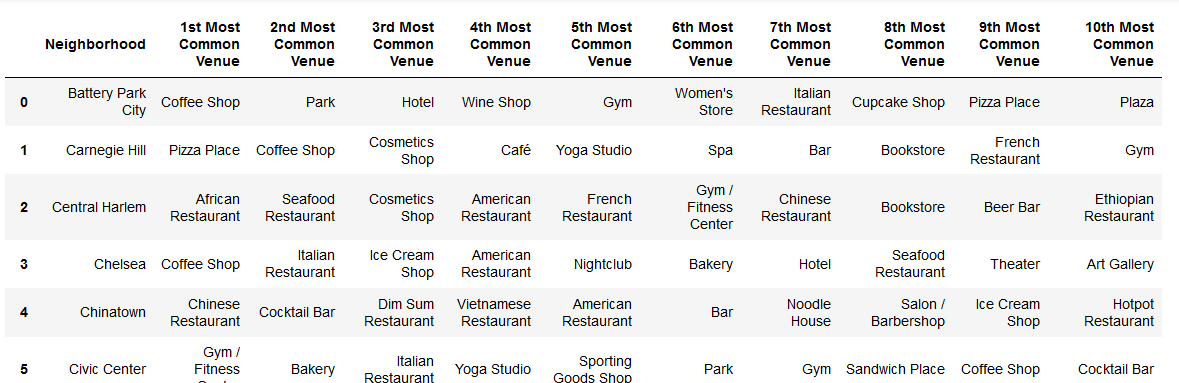 Neighborhood 1st Most Common Venue 2nd Most Common Venue 3rd Most Common Venue 4th Most Common Venue 5th Most Common Venue 6th Most Common Venue 7th Most Common Venue 8th Most Common Venue 9th Most Common Venue 10th Most Common Venue
0 Battery Park City Coffee Shop Park Hotel Wine Shop Gym Women's Store Italian Restaurant Cupcake Shop Pizza Place Plaza
1 Carnegie Hill Pizza Place Coffee Shop Cosmetics Shop Café Yoga Studio Spa Bar Bookstore French Restaurant Gym
2 Central Harlem African Restaurant Seafood Restaurant Cosmetics Shop American Restaurant French Restaurant Gym / Fitness Center Chinese Restaurant Bookstore Beer Bar Ethiopian Restaurant
3 Chelsea Coffee Shop Italian Restaurant Ice Cream Shop American Restaurant Nightclub Bakery Hotel Seafood Restaurant Theater Art Gallery
4 Chinatown Chinese Restaurant Cocktail Bar Dim Sum Restaurant Vietnamese Restaurant American Restaurant Bar Noodle House Salon / Barbershop Ice Cream Shop Hotpot Restaurant
5 Civic Center Gym / Fitness Bakery Italian Restaurant Yoga Studio Sporting Goods Shop Park Gym Sandwich Place Coffee Shop Cocktail Bar